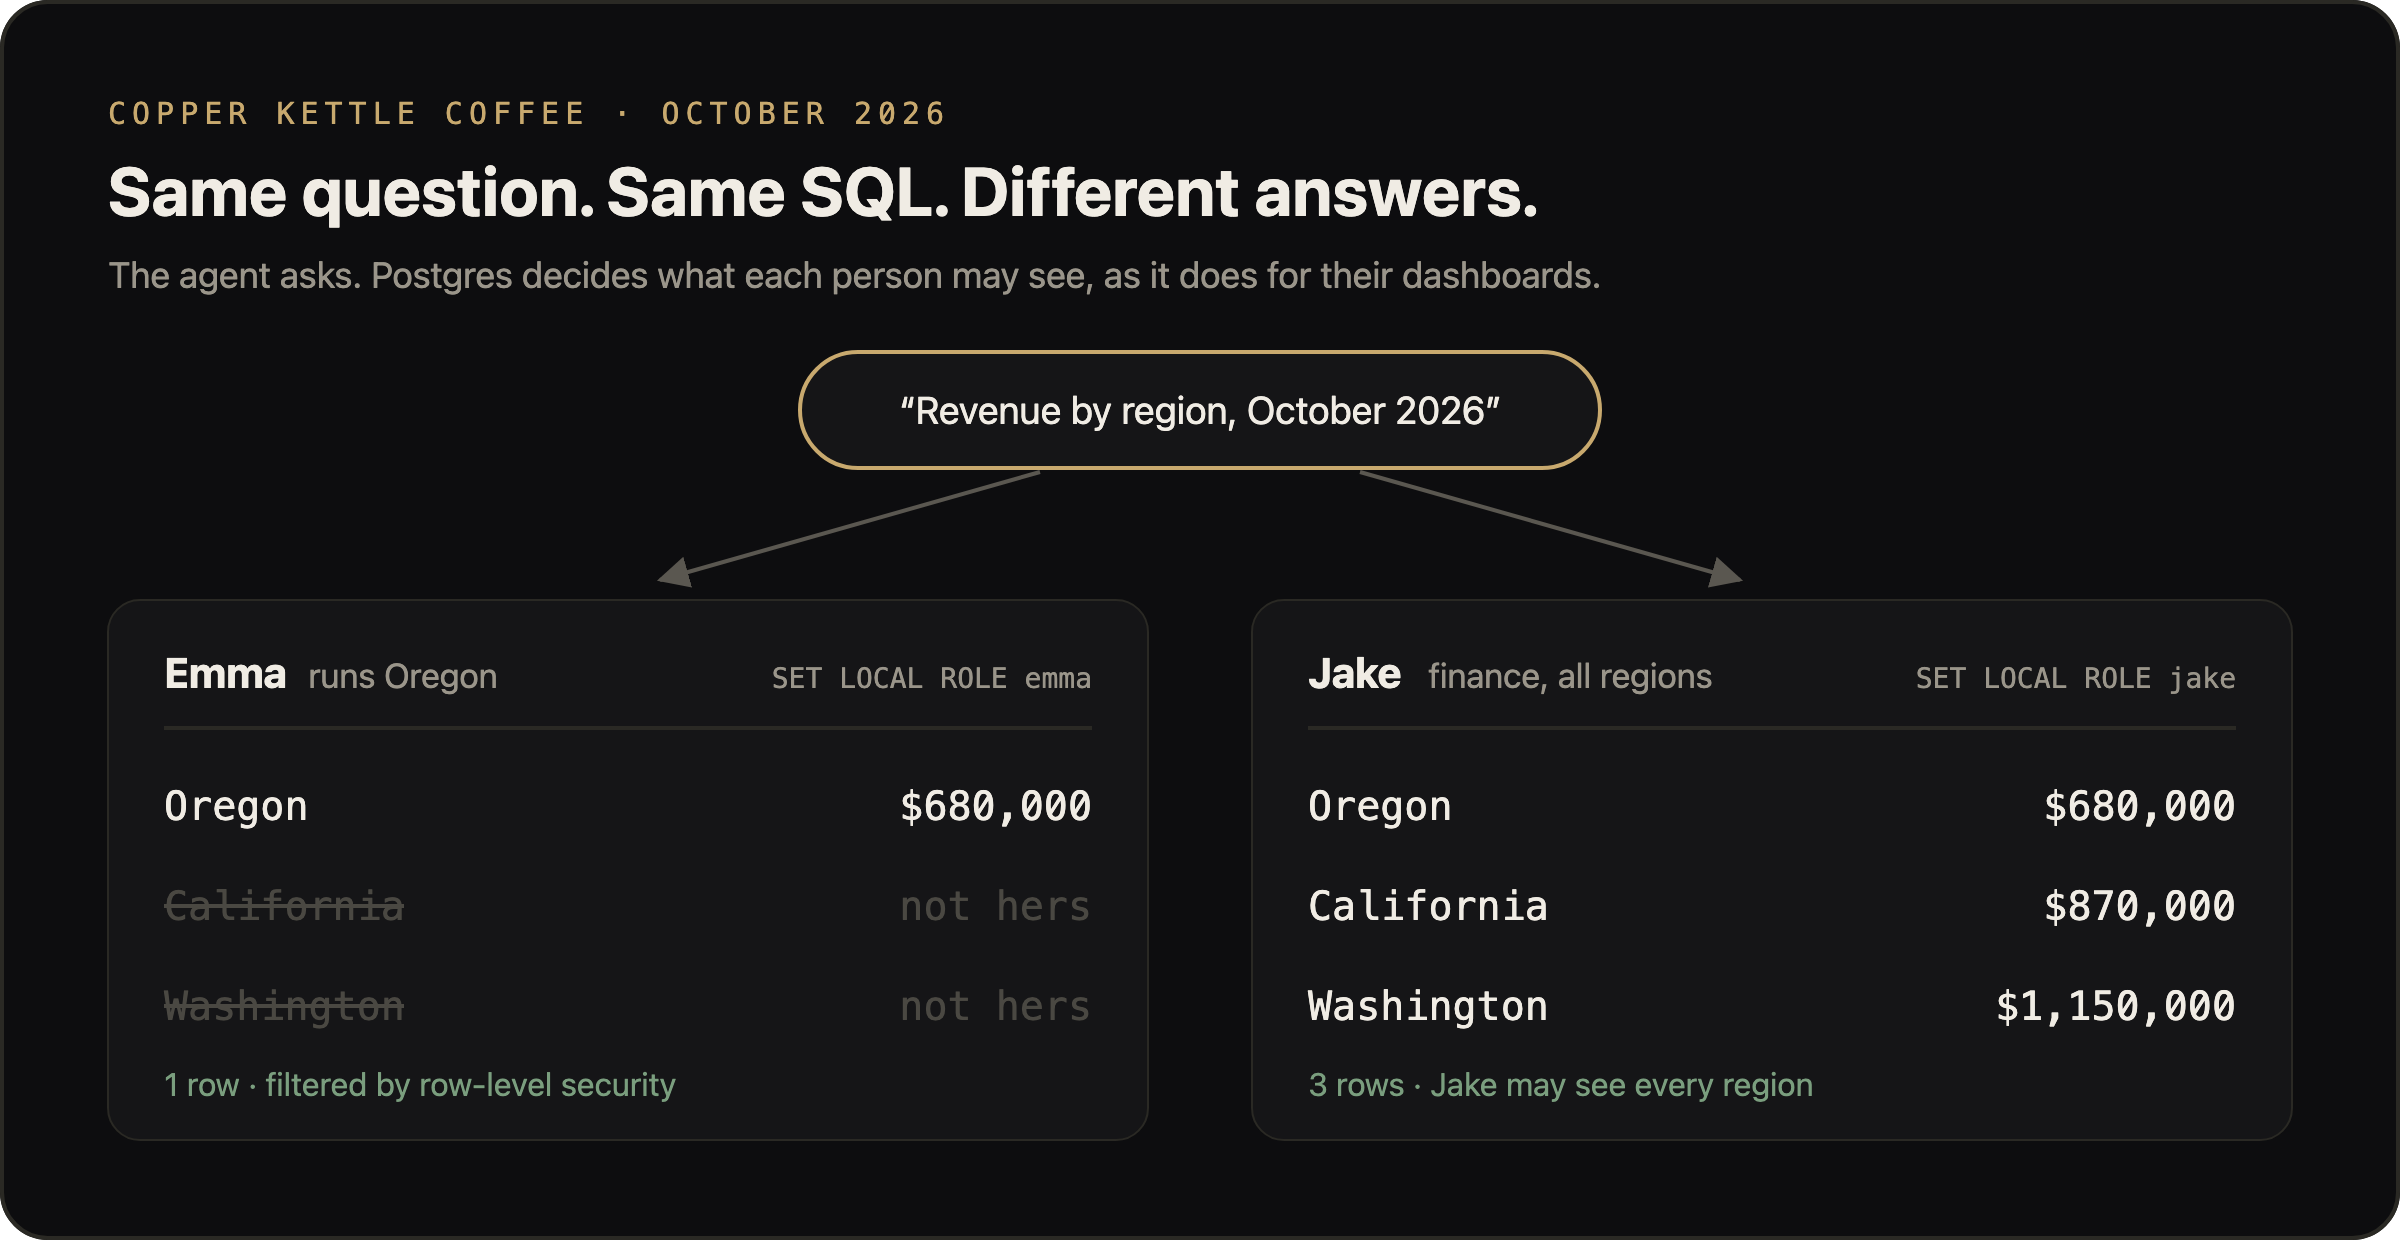 COPPER KETTLE COFFEE · OCTOBER 2026
Same question. Same SQL. Different answers.
The agent asks. Postgres decides what each person may see, as it does for their dashboards.
“Revenue by region, October 2026”
Emma runs Oregon SET LOCAL ROLE emma
Oregon $680,000
California not hers
Washington not hers
1 row · filtered by row-level security
Jake finance, all regions SET LOCAL ROLE jake
Oregon $680,000
California $870,000
Washington $1,150,000
3 rows · Jake may see every region